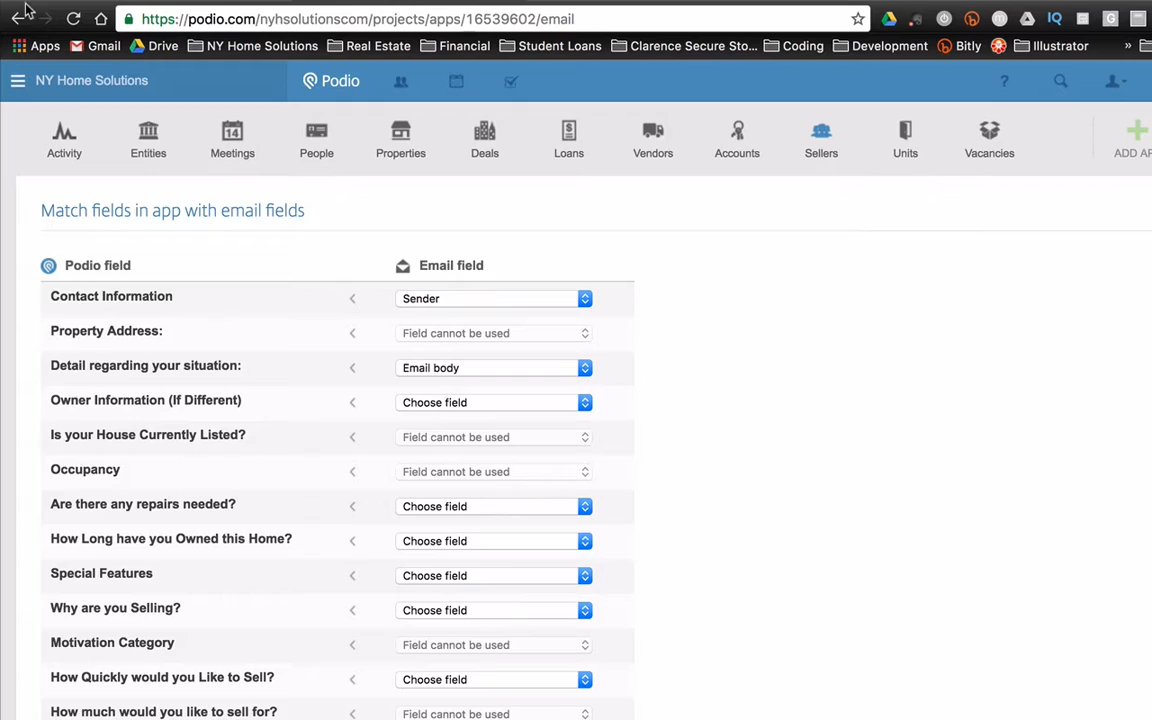 https://podio.com/nyhsolutionscom/projects/apps/16539602/email
Apps Gmail Drive NY Home Solutions Real Estate Financial Student Loans Clarence Secure Sto... Coding Development Bitly Illustrator »
NY Home Solutions Podio ?
14
Activity Entities Meetings People Properties Deals Loans Vendors Accounts Sellers Units Vacancies ADD AP
Match fields in app with email fields
Podio field Email field
Contact Information Sender
Property Address: Field cannot be used
Detail regarding your situation: Email body
Owner Information (If Different) Choose field
Is your House Currently Listed? Field cannot be used
Occupancy Field cannot be used
Are there any repairs needed? Choose field
How Long have you Owned this Home? Choose field
Special Features Choose field
Why are you Selling? Choose field
Motivation Category Field cannot be used
How Quickly would you Like to Sell? Choose field
How much would you like to sell for? Field cannot be used